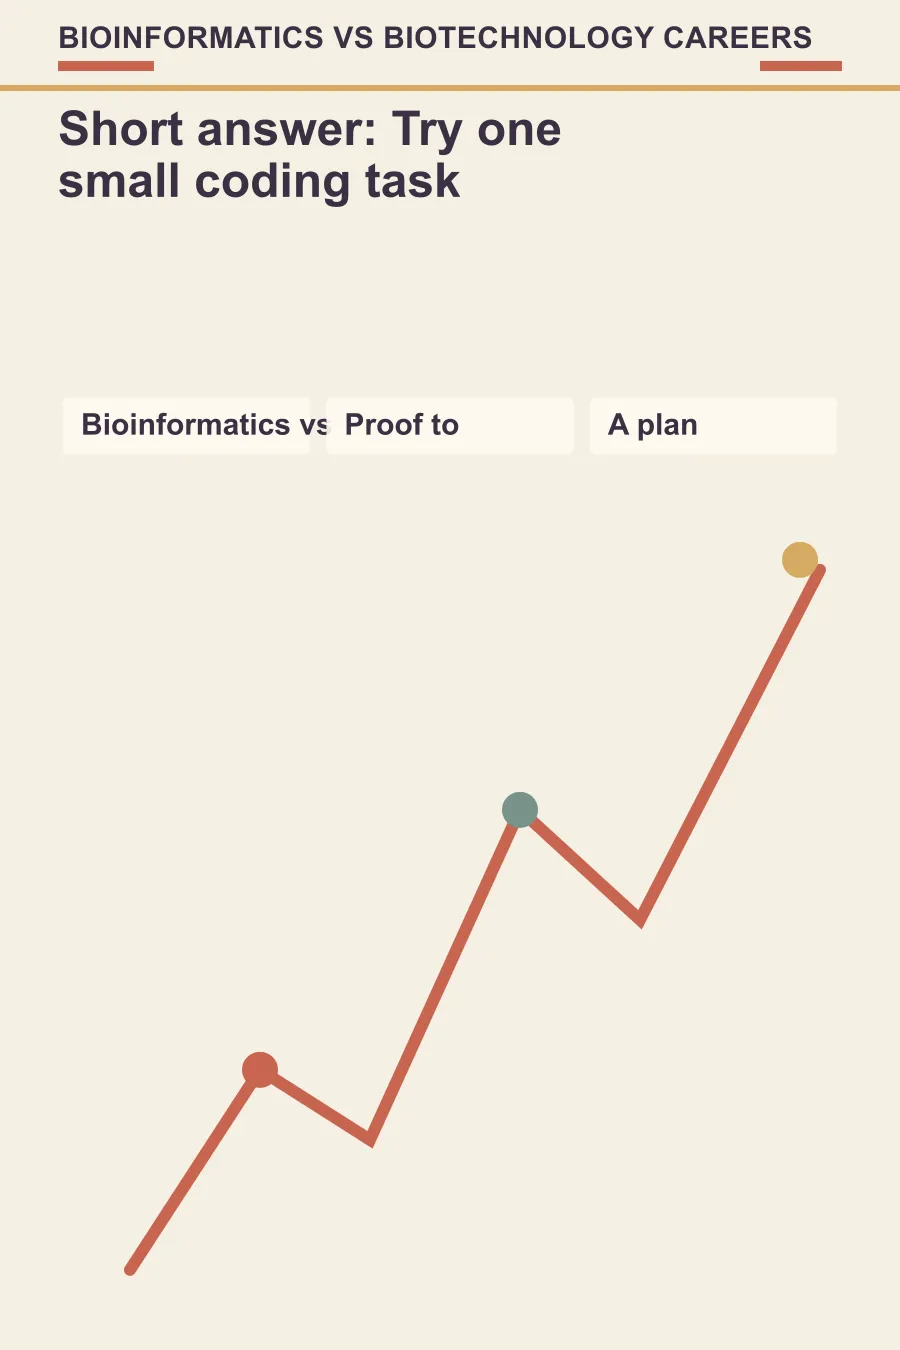 BIOINFORMATICS VS BIOTECHNOLOGY CAREERS
Short answer: Try one
small coding task
Bioinformatics vs
Proof to
A plan